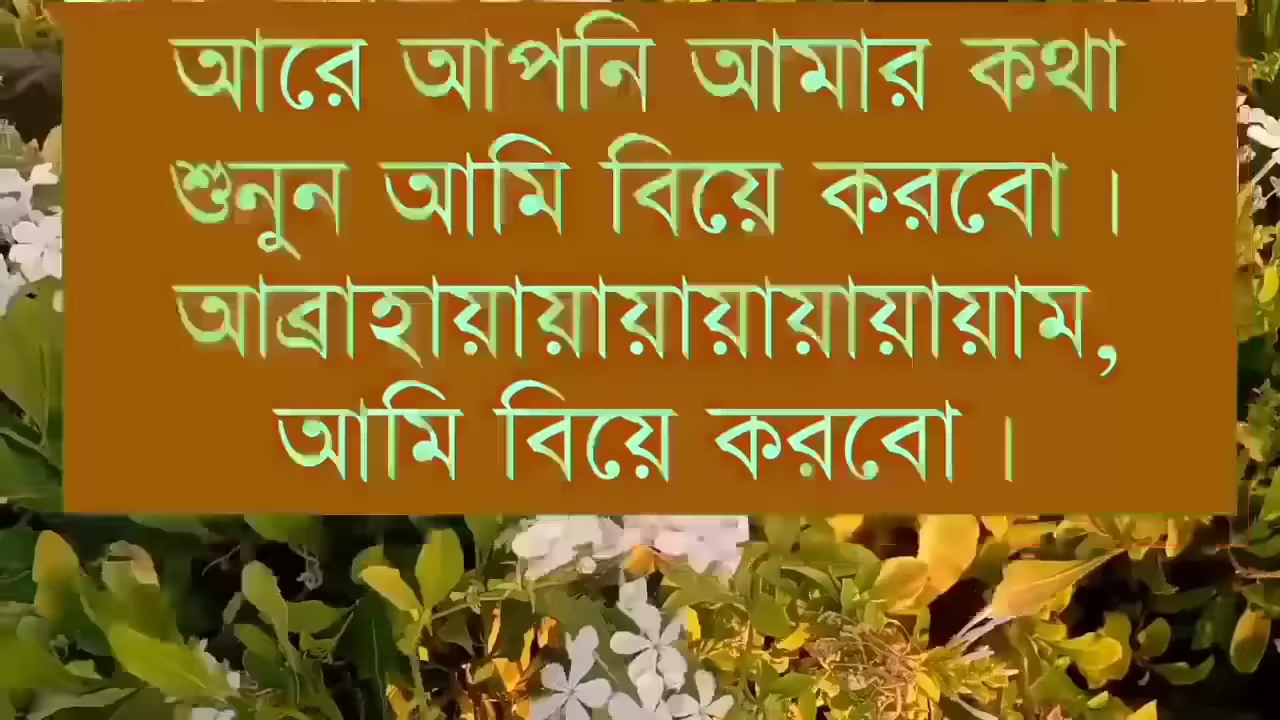 আরে আপনি আমার কথা
শুনুন আমি বিয়ে করবো ।
আব্রাহায়ায়ায়ায়ায়ায়ায়াম,
আমি বিয়ে করবো ।